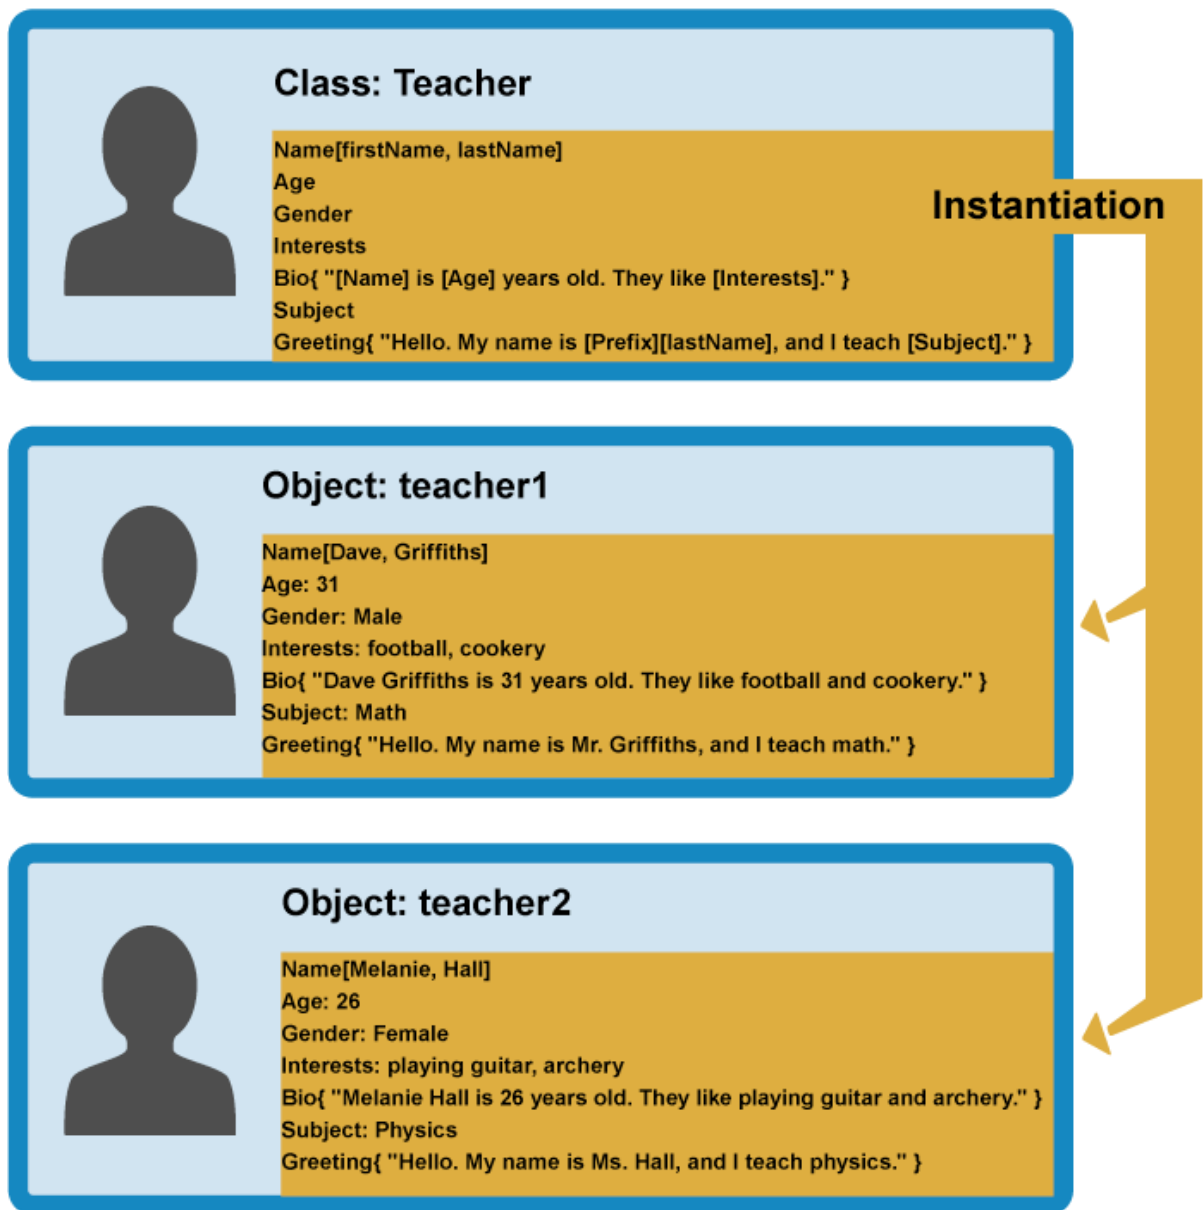 Class: Teacher
Name[firstName, lastName]
Age
Gender
Interests
Bio{ "[Name] is [Age] years old. They like [Interests]." }
Subject
Greeting{ "Hello. My name is [Prefix][lastName], and I teach [Subject]." }
Instantiation
Object: teacher1
Name[Dave, Griffiths]
Age: 31
Gender: Male
Interests: football, cookery
Bio{ "Dave Griffiths is 31 years old. They like football and cookery." }
Subject: Math
Greeting{ "Hello. My name is Mr. Griffiths, and I teach math." }
Object: teacher2
Name[Melanie, Hall]
Age: 26
Gender: Female
Interests: playing guitar, archery
Bio{ "Melanie Hall is 26 years old. They like playing guitar and archery." }
Subject: Physics
Greeting{ "Hello. My name is Ms. Hall, and I teach physics." }